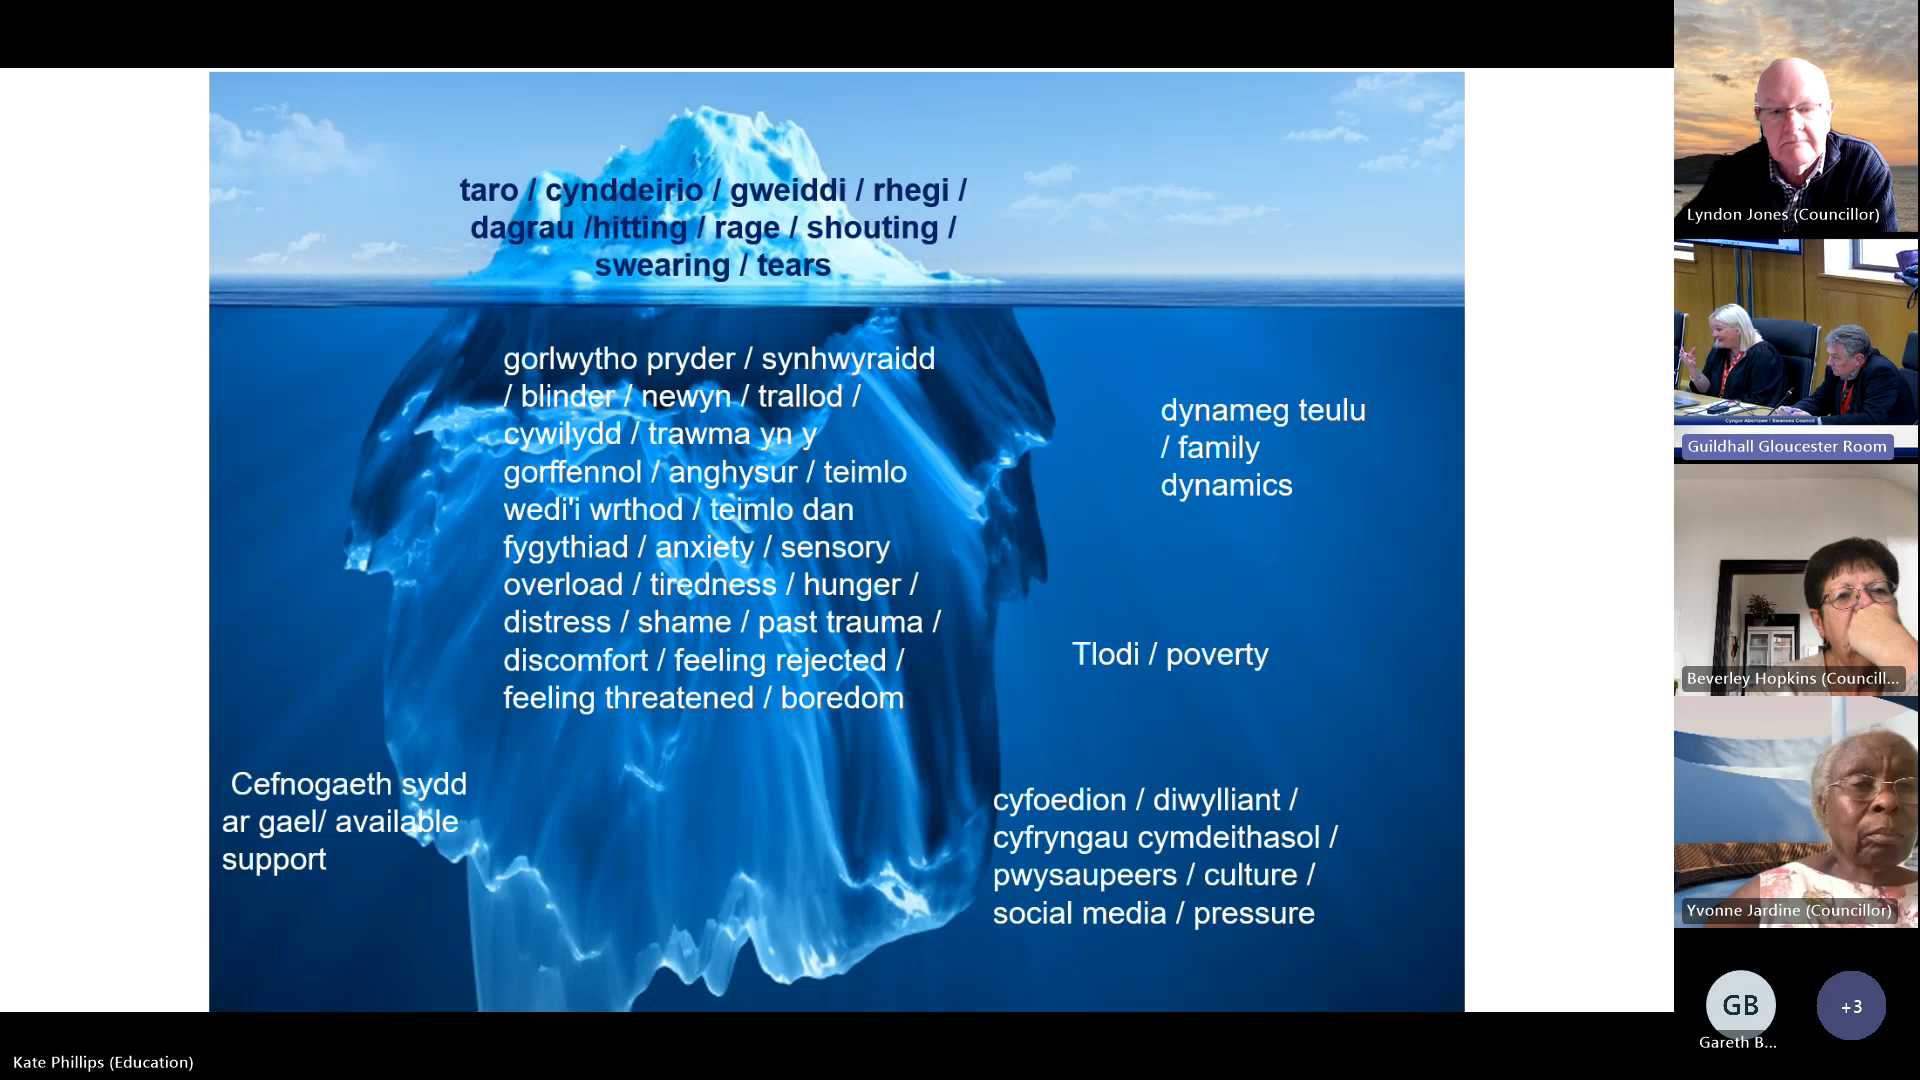 taro / cynddeirio / gweiddi / rhegi /
dagrau /hitting / rage / shouting /
swearing / tears
gorlwytho pryder / synhwyraidd
/ blinder / newyn / trallod /
cywilydd / trawma yn y
gorffennol / anghysur / teimlo
wedi'i wrthod / teimlo dan
fygythiad / anxiety / sensory
overload / tiredness / hunger /
distress / shame / past trauma /
discomfort / feeling rejected /
feeling threatened / boredom
dynameg teulu
/ family
dynamics
Tlodi / poverty
Cefnogaeth sydd
ar gael/ available
support
cyfoedion / diwylliant /
cyfryngau cymdeithasol /
pwysaupeers / culture /
social media / pressure
Kate Phillips (Education)
Lyndon Jones (Councillor)
Cyngor Abertawe / Swansea Council
Guildhall Gloucester Room
Beverley Hopkins (Councill...
Yvonne Jardine (Councillor)
GB
Gareth B...
+3